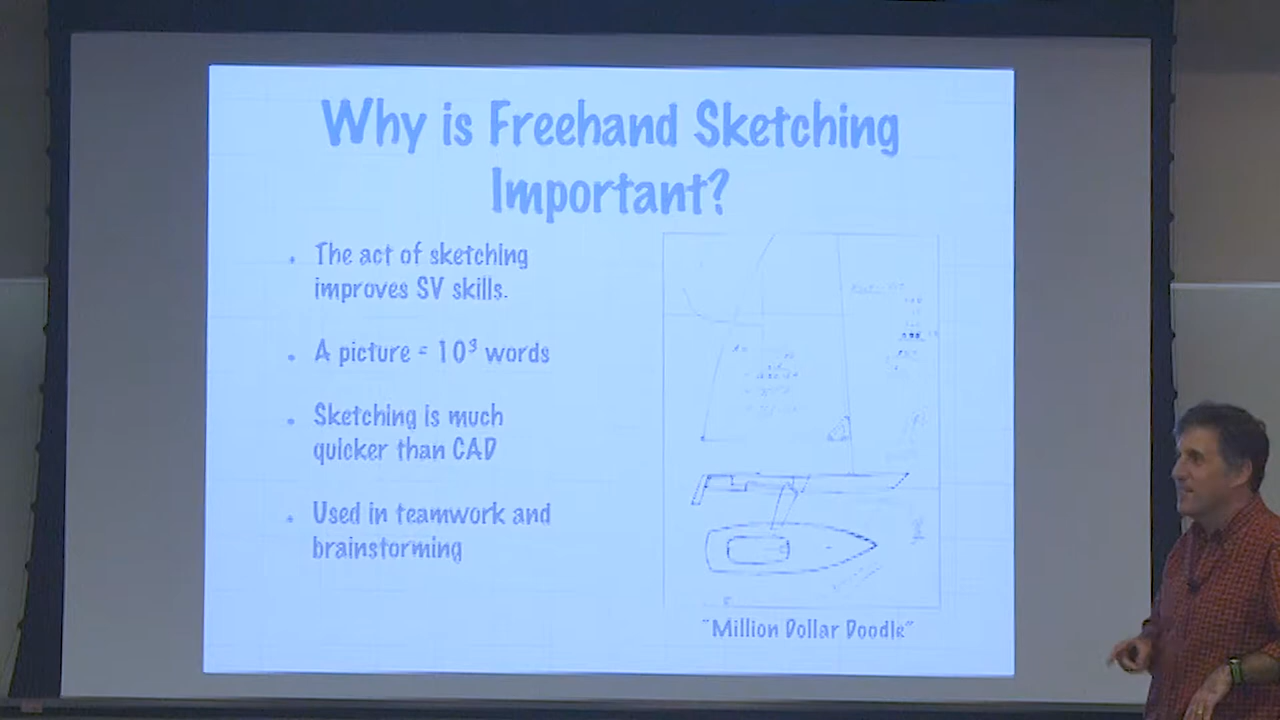 Why is Freehand Sketching
Important?
• The act of sketching
improves SV skills.
• A picture = 10³ words
• Sketching is much
quicker than CAD
• Used in teamwork and
brainstorming
"Million Dollar Doodle"